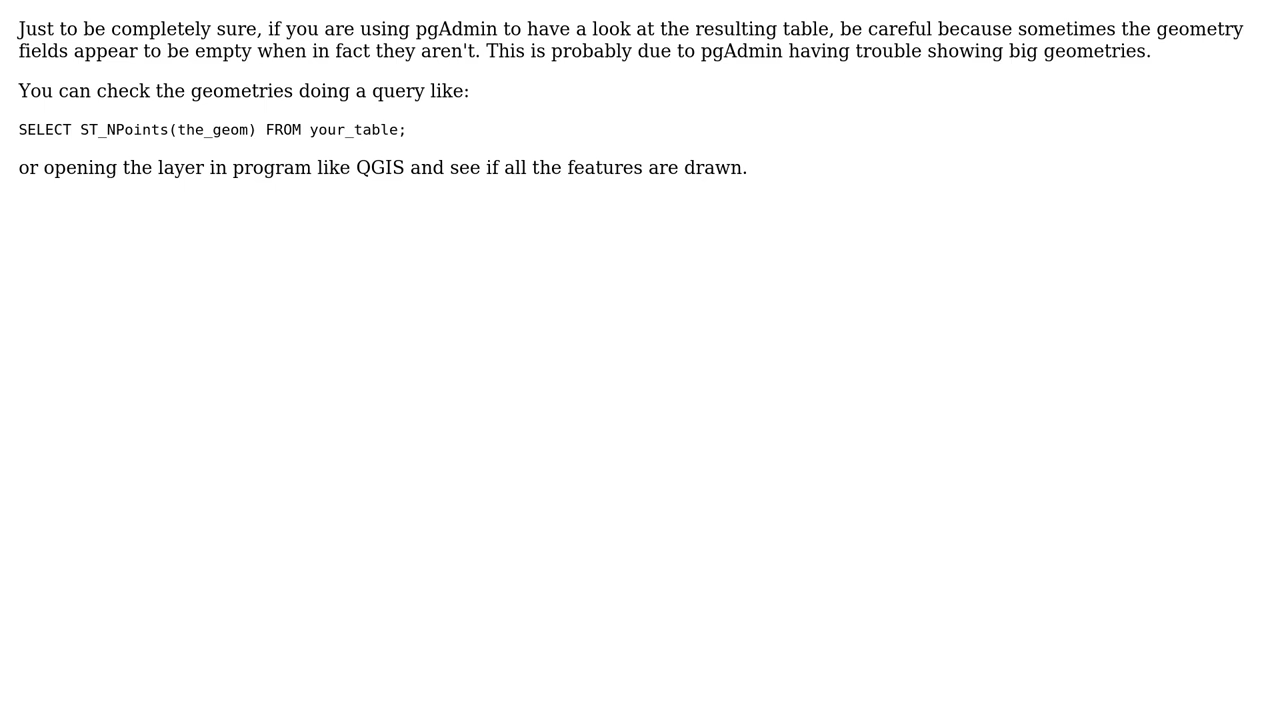 Just to be completely sure, if you are using pgAdmin to have a look at the resulting table, be careful because sometimes the geometry
fields appear to be empty when in fact they aren't. This is probably due to pgAdmin having trouble showing big geometries.
You can check the geometries doing a query like:
SELECT ST_NPoints(the_geom) FROM your_table;
or opening the layer in program like QGIS and see if all the features are drawn.